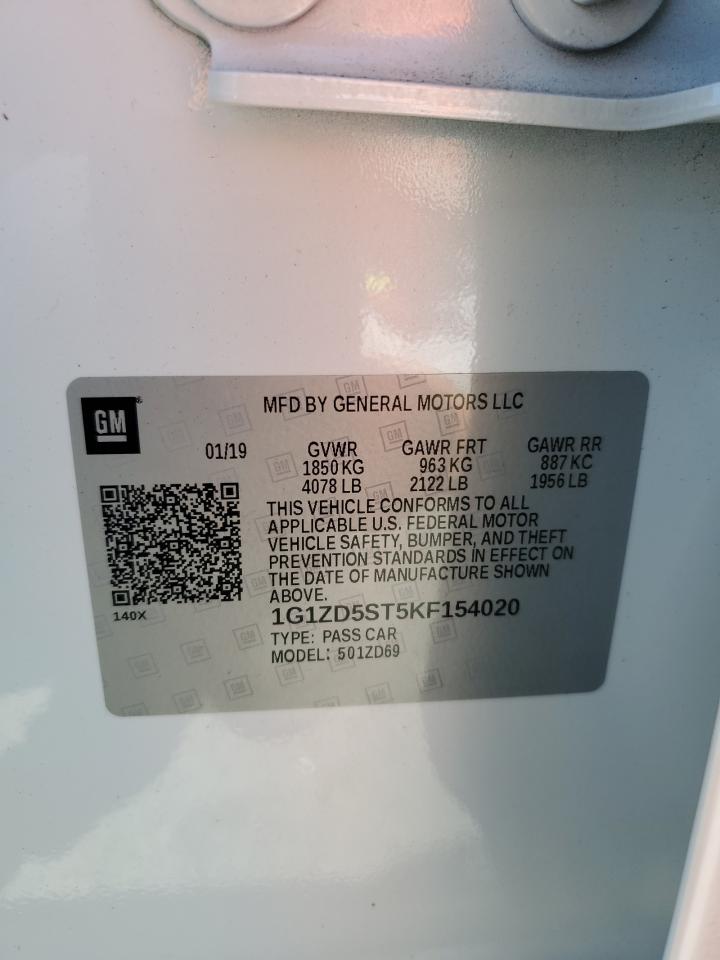 GM
MFD BY GENERAL MOTORS LLC
01/19 GVWR GAWR FRT GAWR RR
1850 KG 963 KG 887 KG
4078 LB 2122 LB 1956 LB
THIS VEHICLE CONFORMS TO ALL
APPLICABLE U.S. FEDERAL MOTOR
VEHICLE SAFETY, BUMPER, AND THEFT
PREVENTION STANDARDS IN EFFECT ON
THE DATE OF MANUFACTURE SHOWN
ABOVE.
140X
1G1ZD5ST5KF154020
TYPE: PASS CAR
MODEL: 501ZD69